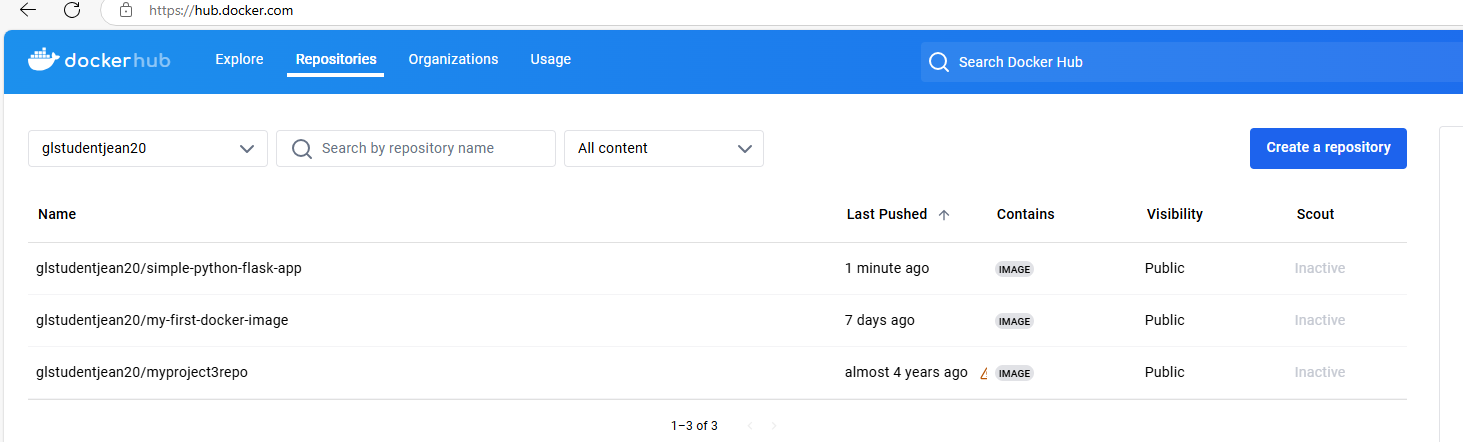 https://hub.docker.com
dockerhub Explore Repositories Organizations Usage Search Docker Hub
glstudentjean20 Search by repository name All content Create a repository
Name Last Pushed Contains Visibility Scout
glstudentjean20/simple-python-flask-app 1 minute ago IMAGE Public Inactive
glstudentjean20/my-first-docker-image 7 days ago IMAGE Public Inactive
glstudentjean20/myproject3repo almost 4 years ago IMAGE Public Inactive
1–3 of 3